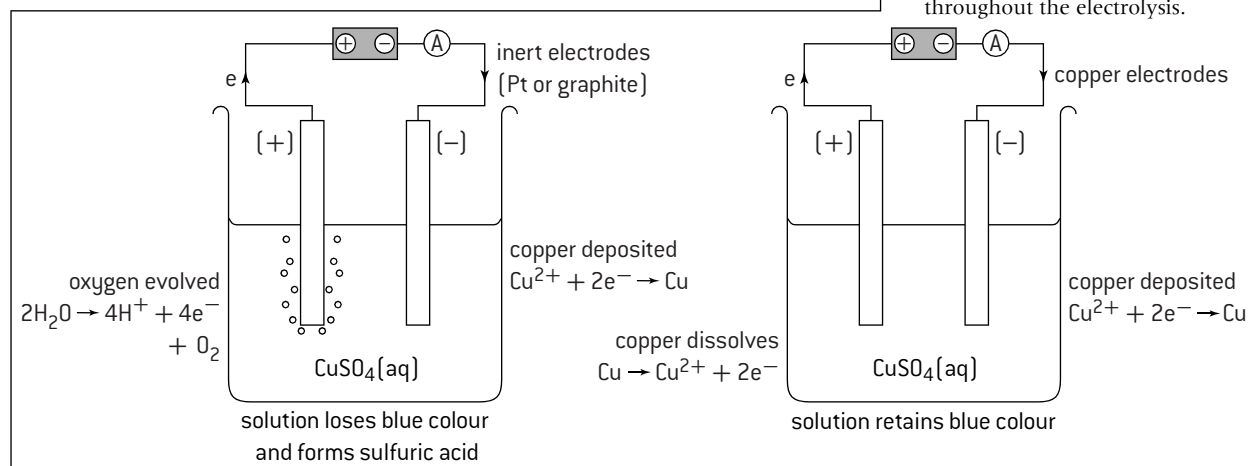 throughout the electrolysis.
+ − A
inert electrodes
(Pt or graphite)
e
(+) (−)
oxygen evolved
2H₂O → 4H⁺ + 4e⁻
+ O₂
copper deposited
Cu²⁺ + 2e⁻ → Cu
CuSO₄(aq)
solution loses blue colour
and forms sulfuric acid
+ − A
copper electrodes
e
(+) (−)
copper deposited
Cu²⁺ + 2e⁻ → Cu
copper dissolves
Cu → Cu²⁺ + 2e⁻
CuSO₄(aq)
solution retains blue colour